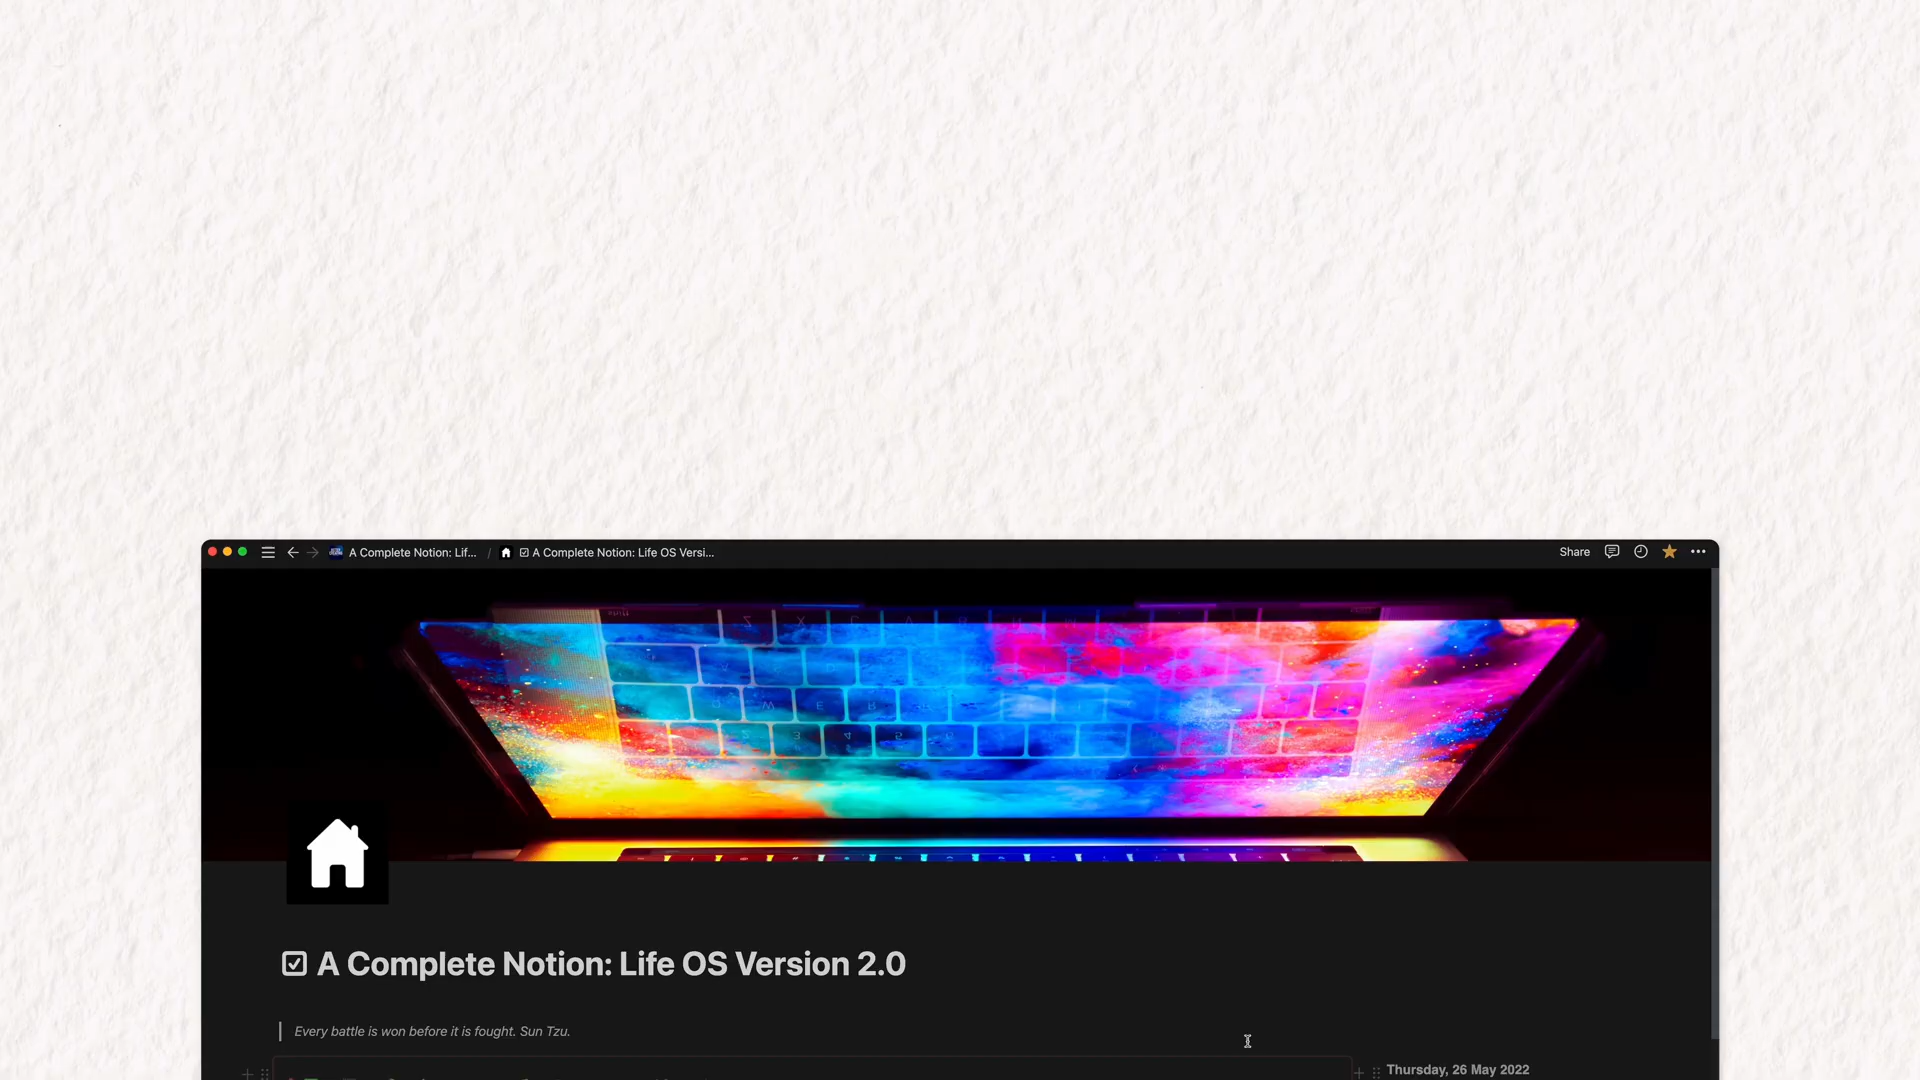 A Complete Notion: Lif... / A Complete Notion: Life OS Versi...
Share
A Complete Notion: Life OS Version 2.0
Every battle is won before it is fought. Sun Tzu.
Thursday, 26 May 2022